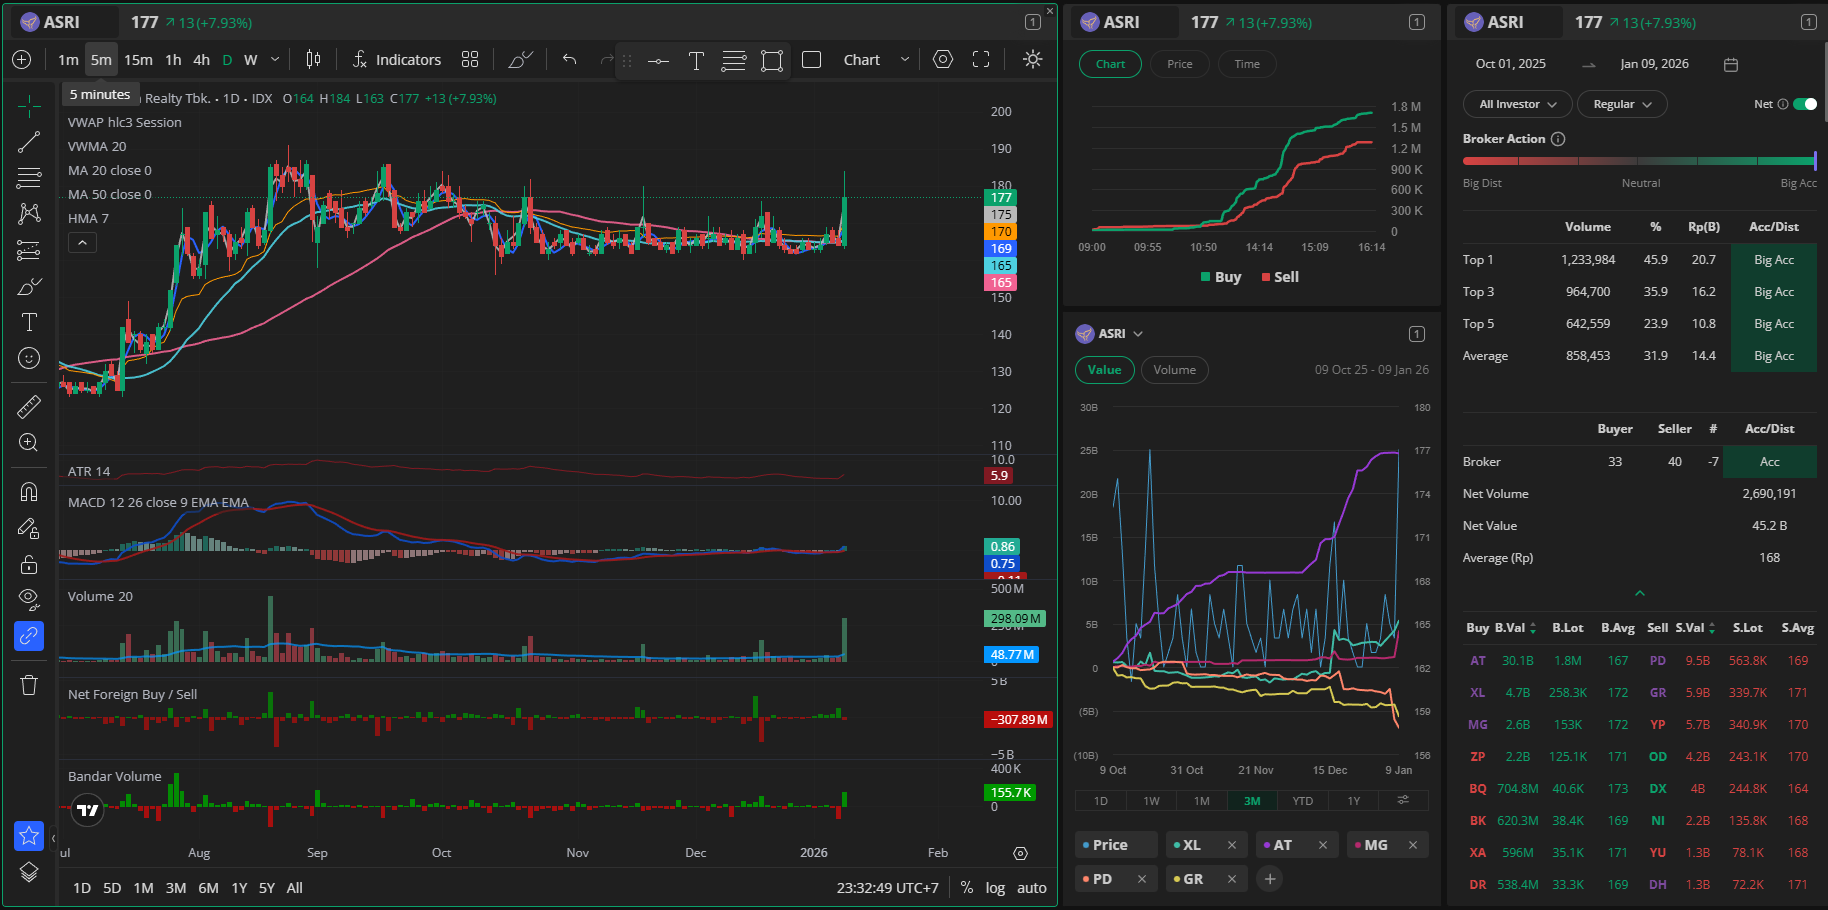 ASRI 177 ↗ 13 (+7.93%) 1
1m 5m 15m 1h 4h D W Indicators Chart
5 minutes
Realty Tbk. · 1D · IDX O164 H184 L163 C177 +13 (+7.93%)
VWAP hlc3 Session
VWMA 20
MA 20 close 0
MA 50 close 0
HMA 7
200
190
180
177
175
170
169
165
165
150
140
130
120
110
ATR 14
10.0
5.9
MACD 12 26 close 9 EMA EMA
10.00
0.86
0.75
Volume 20
500 M
298.09 M
48.77 M
0
Net Foreign Buy / Sell
5 B
−307.89 M
−5 B
Bandar Volume
400 K
155.7 K
0
ul Aug Sep Oct Nov Dec 2026 Feb
1D 5D 1M 3M 6M 1Y 5Y All 23:32:49 UTC+7 % log auto
ASRI 177 ↗ 13 (+7.93%) 1
Chart Price Time
1.8 M
1.5 M
1.2 M
900 K
600 K
300 K
0
09:00 09:55 10:50 14:14 15:09 16:14
Buy Sell
ASRI 1
Value Volume 09 Oct 25 - 09 Jan 26
30B 180
25B 177
20B 174
15B 171
10B 168
5B 165
0 162
(5B) 159
(10B) 156
9 Oct 31 Oct 21 Nov 15 Dec 9 Jan
1D 1W 1M 3M YTD 1Y
Price XL × AT × MG ×
PD × GR × +
ASRI 177 ↗ 13 (+7.93%) 1
Oct 01, 2025 → Jan 09, 2026
All Investor Regular Net
Broker Action
Big Dist Neutral Big Acc
Volume % Rp(B) Acc/Dist
Top 1 1,233,984 45.9 20.7 Big Acc
Top 3 964,700 35.9 16.2 Big Acc
Top 5 642,559 23.9 10.8 Big Acc
Average 858,453 31.9 14.4 Big Acc
Buyer Seller # Acc/Dist
Broker 33 40 -7 Acc
Net Volume 2,690,191
Net Value 45.2 B
Average (Rp) 168
Buy B.Val B.Lot B.Avg Sell S.Val S.Lot S.Avg
AT 30.1B 1.8M 167 PD 9.5B 563.8K 169
XL 4.7B 258.3K 172 GR 5.9B 339.7K 171
MG 2.6B 153K 172 YP 5.7B 340.9K 170
ZP 2.2B 125.1K 171 OD 4.2B 243.1K 170
BQ 704.8M 40.6K 173 DX 4B 244.8K 164
BK 620.3M 38.4K 169 NI 2.2B 135.8K 168
XA 596M 35.1K 171 YU 1.3B 78.1K 168
DR 538.4M 33.3K 169 DH 1.3B 72.2K 171